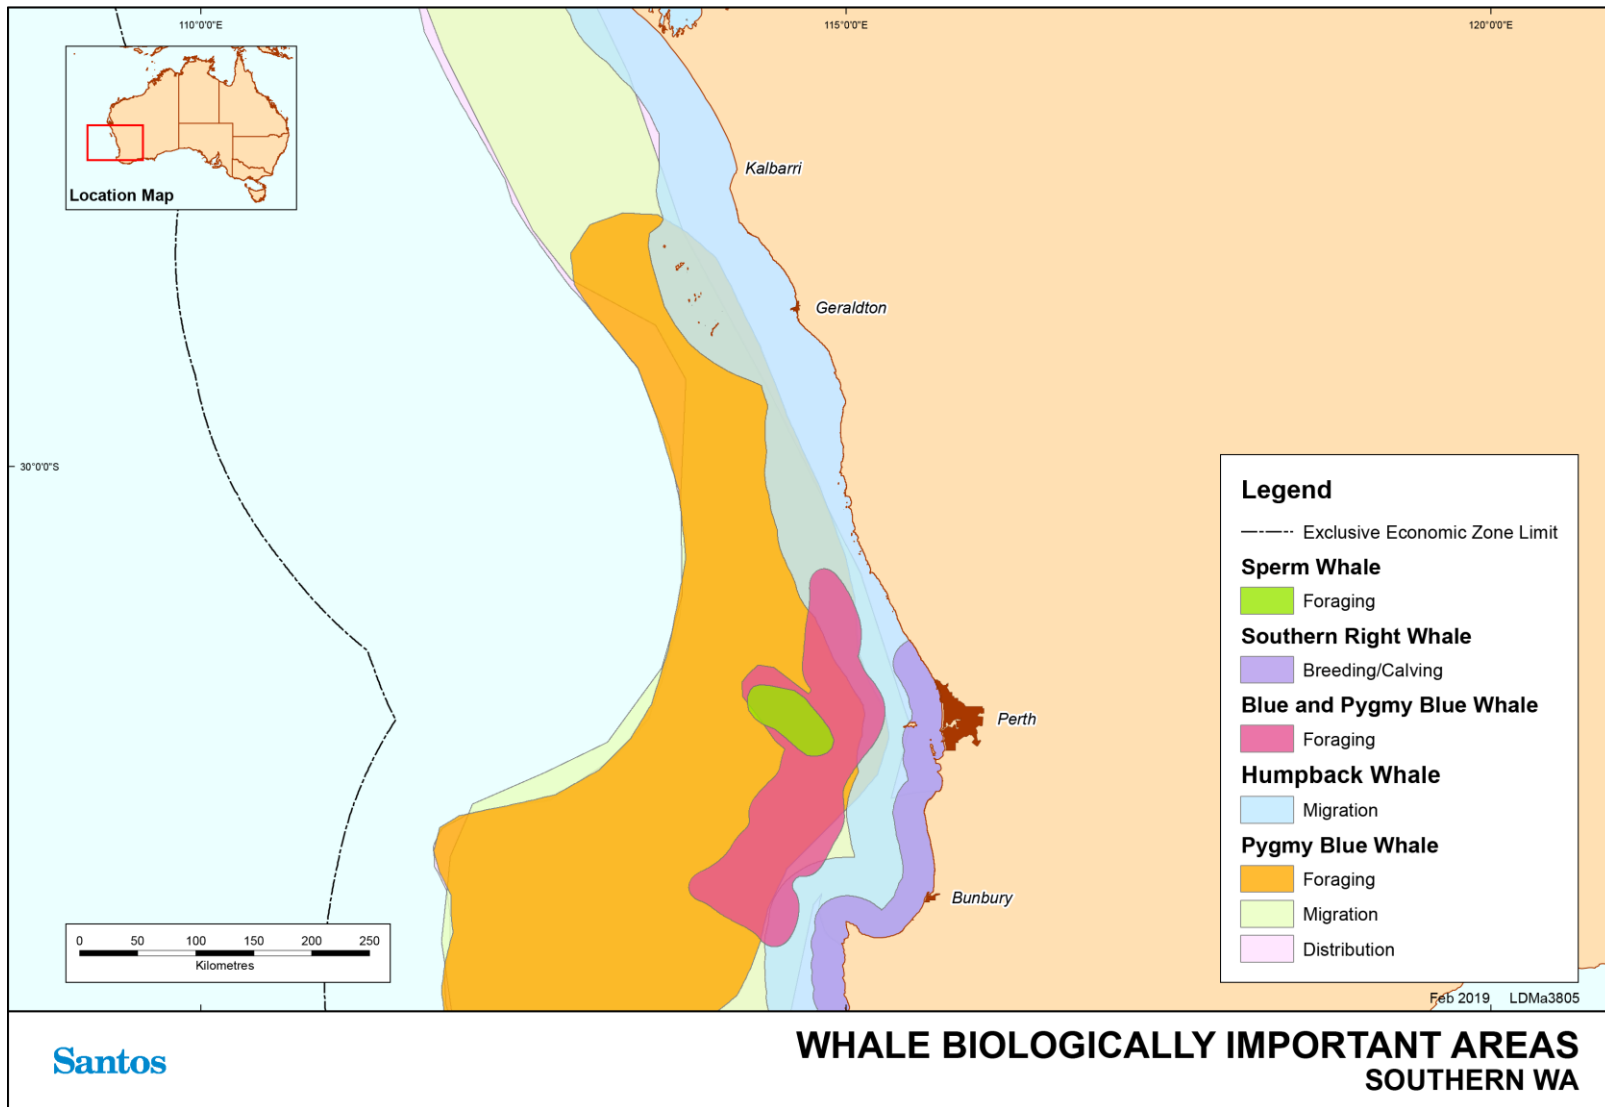 110°0'0"E
115°0'0"E
120°0'0"E
Location Map
Kalbarri
Geraldton
30°0'0"S
Perth
Bunbury
Legend
Exclusive Economic Zone Limit
Sperm Whale
Foraging
Southern Right Whale
Breeding/Calving
Blue and Pygmy Blue Whale
Foraging
Humpback Whale
Migration
Pygmy Blue Whale
Foraging
Migration
Distribution
0 50 100 150 200 250
Kilometres
Feb 2019 LDMa3805
Santos
WHALE BIOLOGICALLY IMPORTANT AREAS
SOUTHERN WA